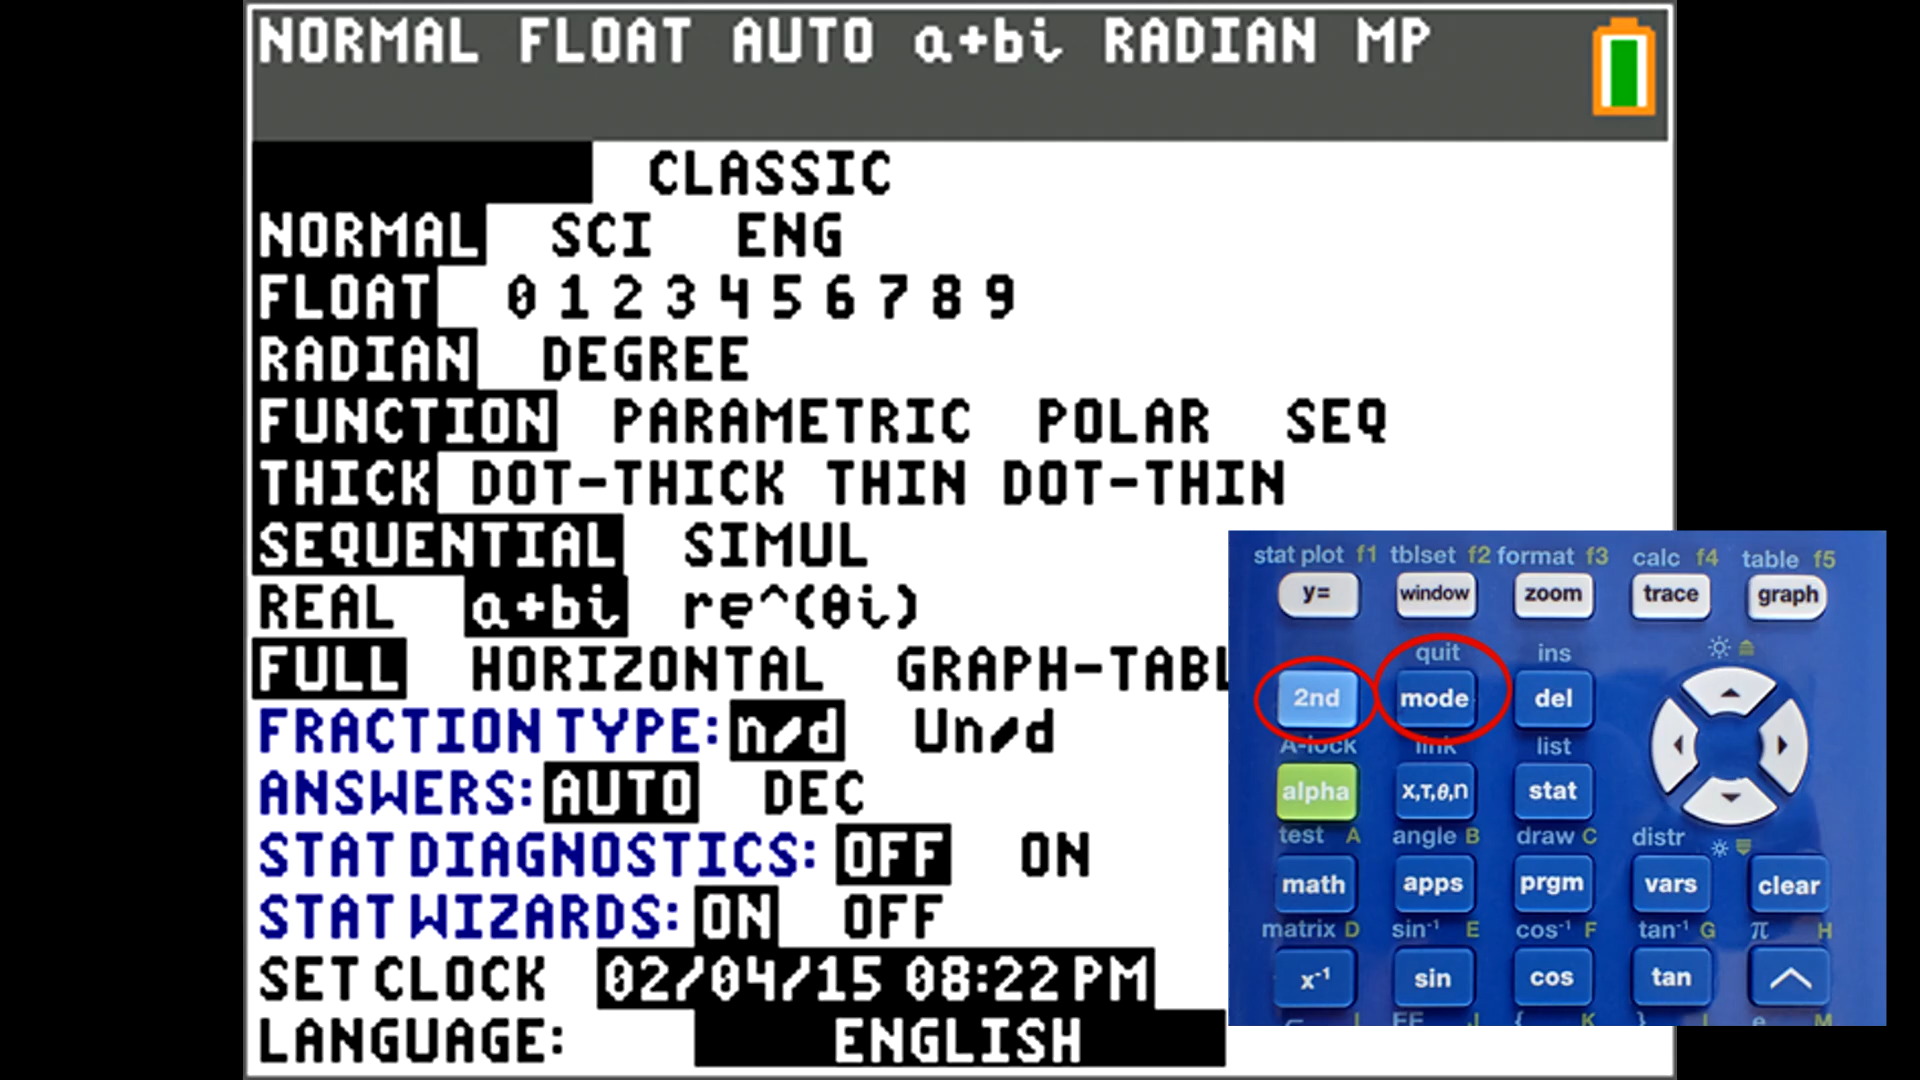 NORMAL FLOAT AUTO a+bi RADIAN MP
CLASSIC
NORMAL SCI ENG
FLOAT 0 1 2 3 4 5 6 7 8 9
RADIAN DEGREE
FUNCTION PARAMETRIC POLAR SEQ
THICK DOT-THICK THIN DOT-THIN
SEQUENTIAL SIMUL
REAL a+bi re^(θi)
FULL HORIZONTAL GRAPH-TABL
FRACTION TYPE: n/d Un/d
ANSWERS: AUTO DEC
STAT DIAGNOSTICS: OFF ON
STAT WIZARDS: ON OFF
SET CLOCK 02/04/15 08:22 PM
LANGUAGE: ENGLISH
stat plot f1 tblset f2 format f3 calc f4 table f5
y= window zoom trace graph
quit ins
2nd mode del
A-lock link list
alpha X,T,θ,n stat
test A angle B draw C distr
math apps prgm vars clear
matrix D sin⁻¹ E cos⁻¹ F tan⁻¹ G π H
x⁻¹ sin cos tan ^